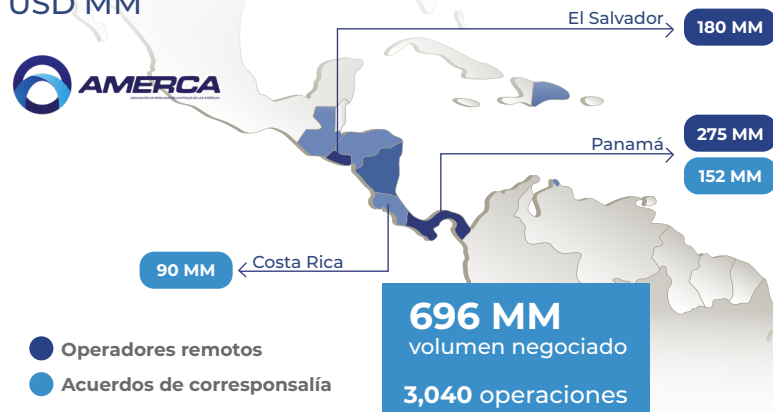 USD MM
El Salvador
180 MM
AMERCA
Panamá
275 MM
152 MM
Costa Rica
90 MM
696 MM
volumen negociado
3,040 operaciones
Operadores remotos
Acuerdos de corresponsalía